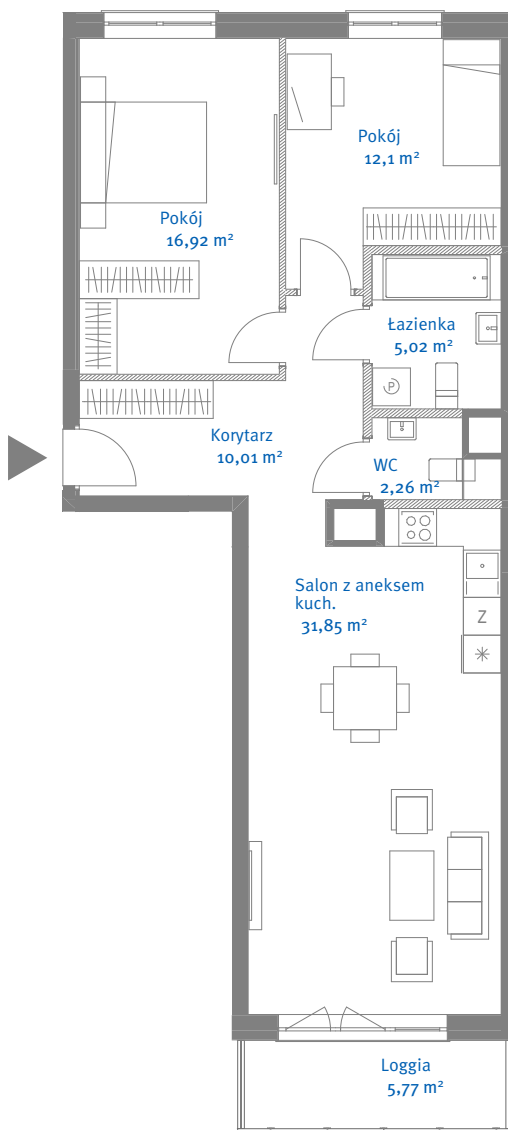 Pokój
12,1 m²
Pokój
16,92 m²
Łazienka
5,02 m²
P
Korytarz
10,01 m²
WC
2,26 m²
Salon z aneksem
kuch.
31,85 m²
Z
Loggia
5,77 m²